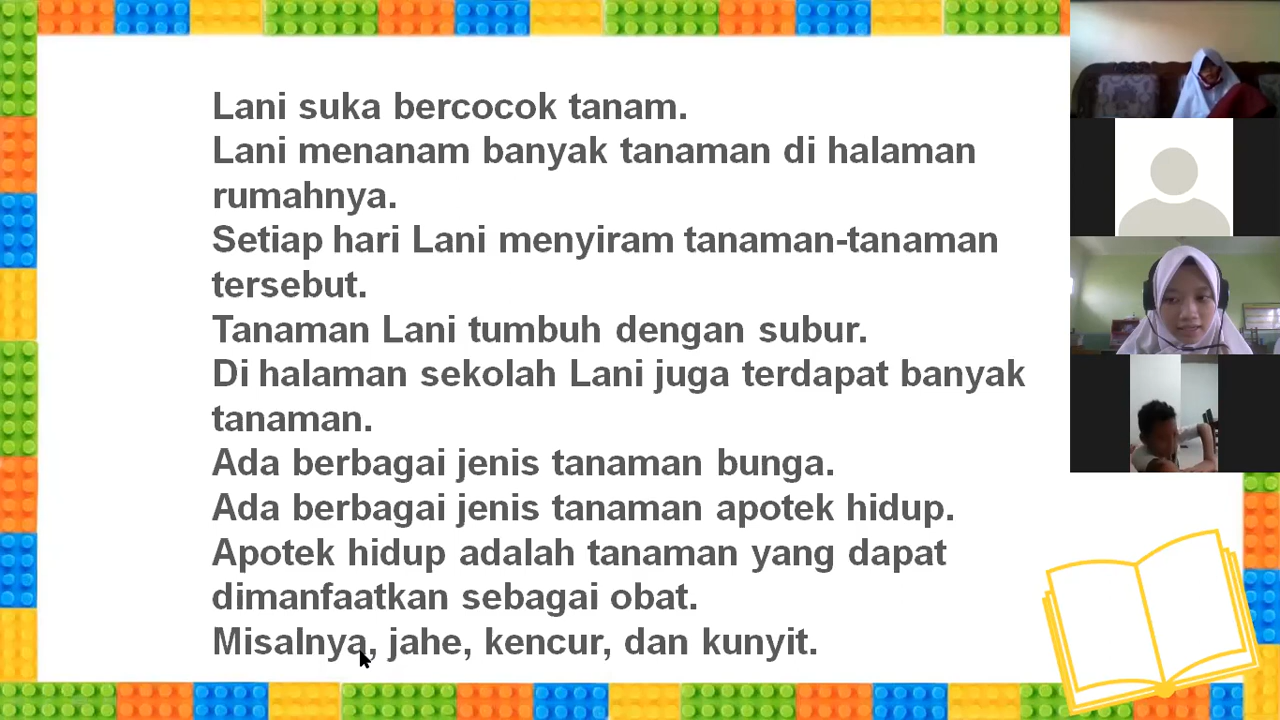 Lani suka bercocok tanam.
Lani menanam banyak tanaman di halaman
rumahnya.
Setiap hari Lani menyiram tanaman-tanaman
tersebut.
Tanaman Lani tumbuh dengan subur.
Di halaman sekolah Lani juga terdapat banyak
tanaman.
Ada berbagai jenis tanaman bunga.
Ada berbagai jenis tanaman apotek hidup.
Apotek hidup adalah tanaman yang dapat
dimanfaatkan sebagai obat.
Misalnya, jahe, kencur, dan kunyit.